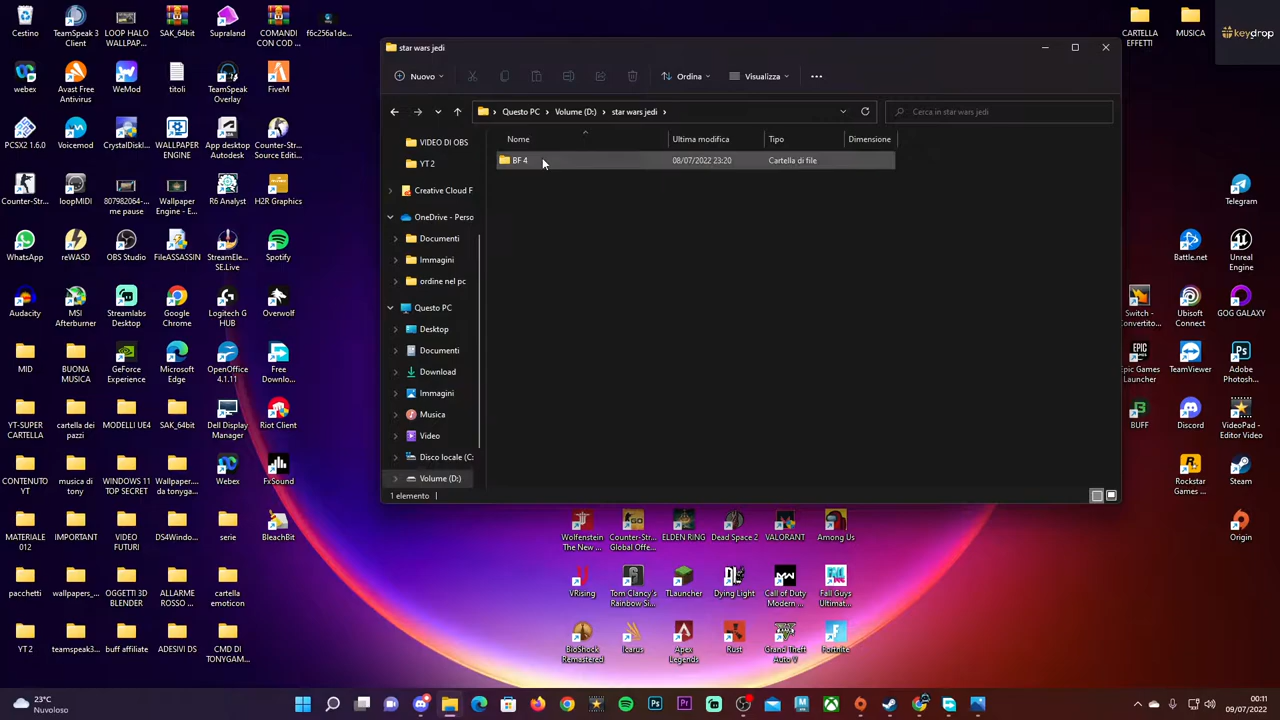 Cestino
TeamSpeak 3
Client
LOOP HALO
WALLPAP...
SAK_64bit
Supraland
COMANDI
CON COD ...
f6c256a1de...
webex
Avast Free
Antivirus
WeMod
titoli
TeamSpeak
Overlay
FiveM
PCSX2 1.6.0
Voicemod
CrystalDiskI...
WALLPAPER
ENGINE
App desktop
Autodesk
Counter-Str...
Source Editi...
Counter-Str...
Source
loopMIDI
807982064-...
me pause
Wallpaper
Engine - E...
R6 Analyst
H2R Graphics
WhatsApp
reWASD
OBS Studio
FileASSASSIN
StreamEle...
SE.Live
Spotify
Audacity
MSI
Afterburner
Streamlabs
Desktop
Google
Chrome
Logitech G
HUB
Overwolf
MID
BUONA
MUSICA
GeForce
Experience
Microsoft
Edge
OpenOffice
4.1.11
Free
Downlo...
YT-SUPER
CARTELLA
cartella dei
pazzi
MODELLI UE4
SAK_64bit
Dell Display
Manager
Riot Client
CONTENUTO
YT
musica di
tony
WINDOWS 11
TOP SECRET
Wallpaper...
da tonyga...
Webex
FxSound
MATERIALE
012
IMPORTANT
VIDEO
FUTURI
DS4Windo...
serie
BleachBit
pacchetti
wallpapers_...
OGGETTI 3D
BLENDER
ALLARME
ROSSO ...
cartella
emoticon
YT 2
teamspeak3...
buff affiliate
ADESIVI DS
CMD DI
TONYGAM...
star wars jedi
Nuovo
Ordina
Visualizza
Questo PC
Volume (D:)
star wars jedi
Cerca in star wars jedi
Nome
Ultima modifica
Tipo
Dimensione
BF 4
08/07/2022 23:20
Cartella di file
VIDEO DI OBS
YT 2
Creative Cloud F
OneDrive - Perso
Documenti
Immagini
ordine nel pc
Questo PC
Desktop
Documenti
Download
Immagini
Musica
Video
Disco locale (C:
Volume (D:)
1 elemento
CARTELLA
EFFETTI
MUSICA
keydrop
Telegram
Battle.net
Unreal
Engine
Switch -
Convertito...
Ubisoft
Connect
GOG GALAXY
Epic Games
Launcher
TeamViewer
Adobe
Photosh...
BUFF
Discord
VideoPad -
Editor Video
Rockstar
Games ...
Steam
Origin
Wolfenstein
The New ...
Counter-Str...
Global Offe...
ELDEN RING
Dead Space 2
VALORANT
Among Us
VRising
Tom Clancy's
Rainbow Si...
TLauncher
Dying Light
Call of Duty
Modern ...
Fall Guys
Ultimat...
BioShock
Remastered
Icarus
Apex
Legends
Rust
Grand Theft
Auto V
Fortnite
23°C
Nuvoloso
00:11
09/07/2022